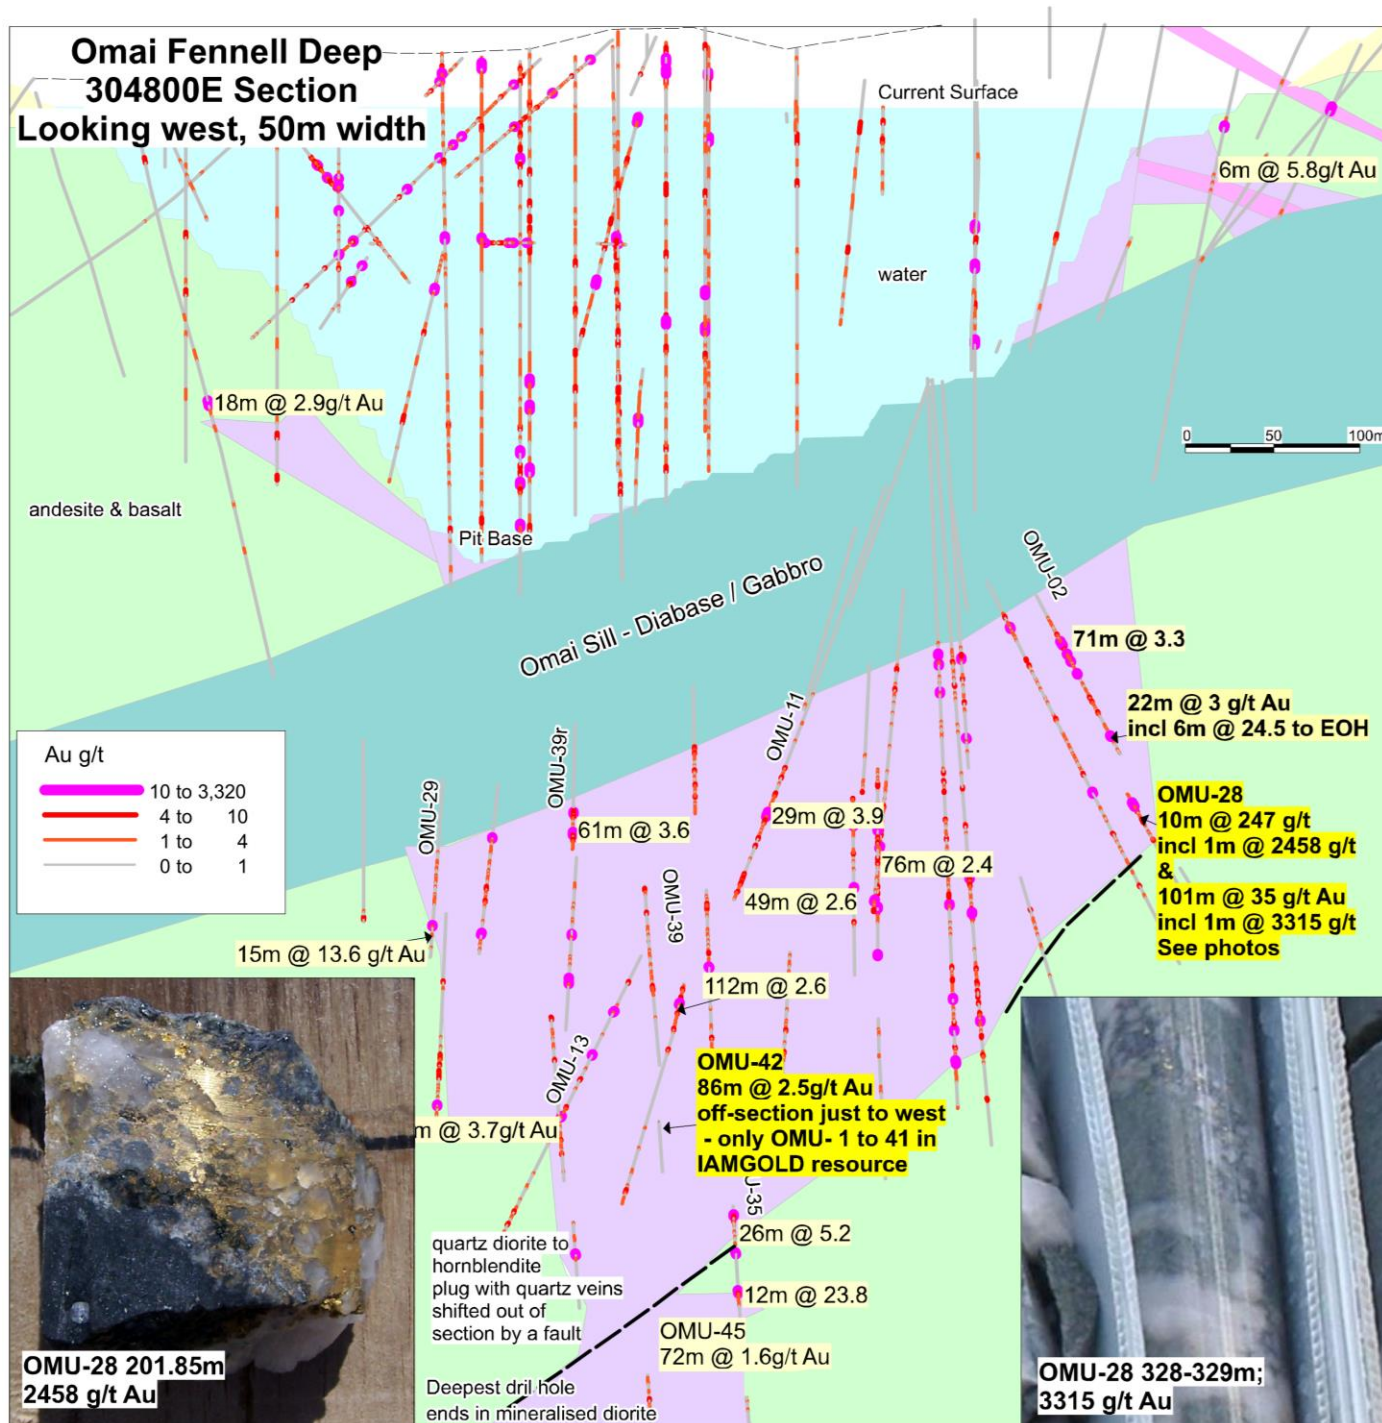 Omai Fennell Deep
304800E Section
Looking west, 50m width
Current Surface
6m @ 5.8g/t Au
water
18m @ 2.9g/t Au
0 50 100m
andesite & basalt
Pit Base
Omai Sill - Diabase / Gabbro
OMU-02
71m @ 3.3
22m @ 3 g/t Au
incl 6m @ 24.5 to EOH
Au g/t
10 to 3,320
4 to 10
1 to 4
0 to 1
OMU-29
OMU-39r
OMU-11
61m @ 3.6
29m @ 3.9
76m @ 2.4
49m @ 2.6
OMU-28
10m @ 247 g/t
incl 1m @ 2458 g/t
&
101m @ 35 g/t Au
incl 1m @ 3315 g/t
See photos
15m @ 13.6 g/t Au
OMU-39
112m @ 2.6
OMU-13
OMU-42
86m @ 2.5g/t Au
off-section just to west
- only OMU- 1 to 41 in
IAMGOLD resource
m @ 3.7g/t Au
U-35
26m @ 5.2
12m @ 23.8
quartz diorite to
hornblendite
plug with quartz veins
shifted out of
section by a fault
OMU-45
72m @ 1.6g/t Au
Deepest dril hole
ends in mineralised diorite
OMU-28 201.85m
2458 g/t Au
OMU-28 328-329m;
3315 g/t Au